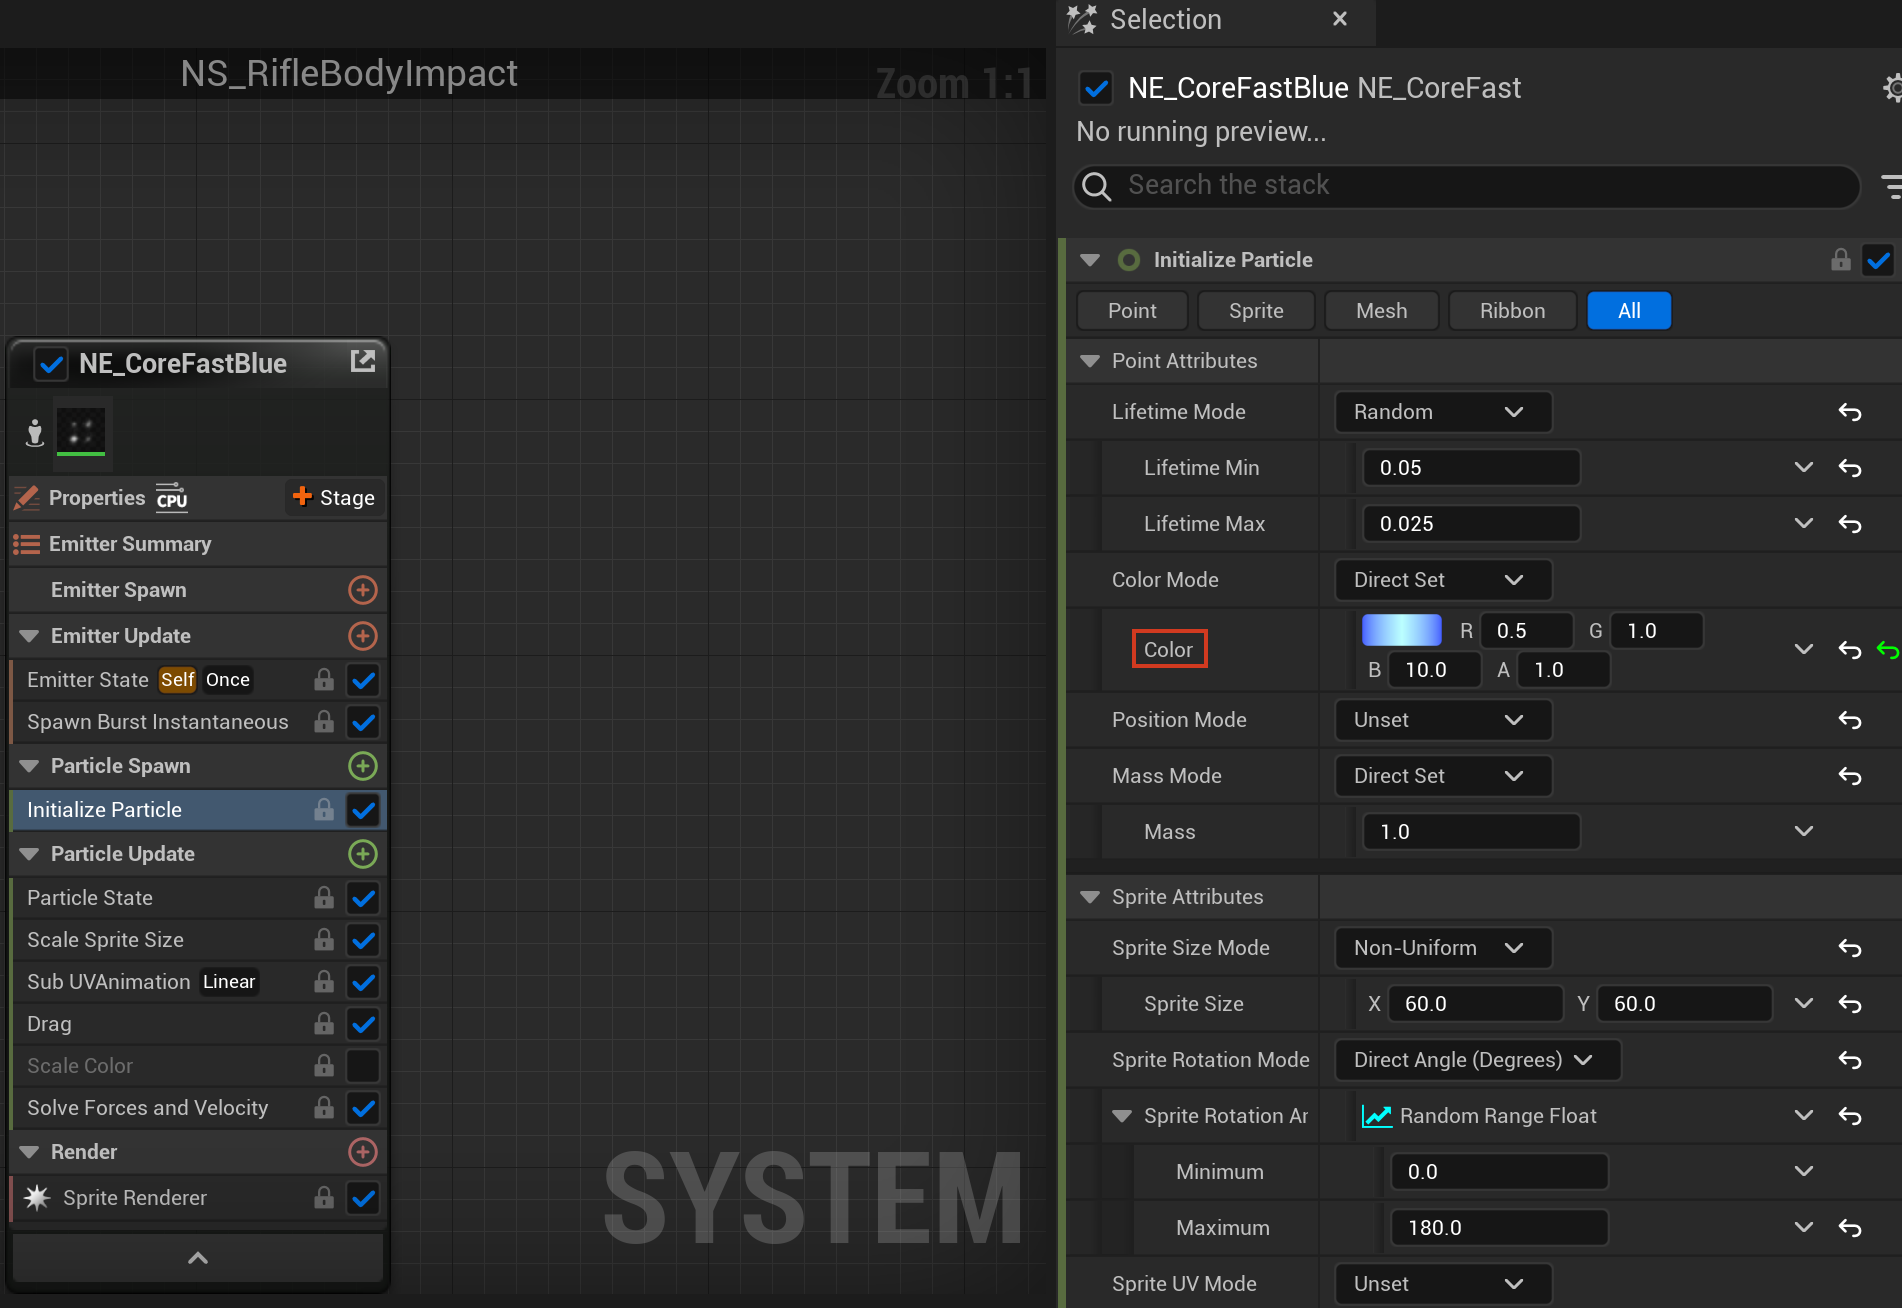 NS_RifleBodyImpact
Zoom 1:1
NE_CoreFastBlue
Properties CPU Stage
Emitter Summary
Emitter Spawn
Emitter Update
Emitter State Self Once
Spawn Burst Instantaneous
Particle Spawn
Initialize Particle
Particle Update
Particle State
Scale Sprite Size
Sub UVAnimation Linear
Drag
Scale Color
Solve Forces and Velocity
Render
Sprite Renderer
SYSTEM
Selection
NE_CoreFastBlue NE_CoreFast
No running preview...
Search the stack
Initialize Particle
Point Sprite Mesh Ribbon All
Point Attributes
Lifetime Mode Random
Lifetime Min 0.05
Lifetime Max 0.025
Color Mode Direct Set
Color R 0.5 G 1.0
B 10.0 A 1.0
Position Mode Unset
Mass Mode Direct Set
Mass 1.0
Sprite Attributes
Sprite Size Mode Non-Uniform
Sprite Size X 60.0 Y 60.0
Sprite Rotation Mode Direct Angle (Degrees)
Sprite Rotation Ar Random Range Float
Minimum 0.0
Maximum 180.0
Sprite UV Mode Unset